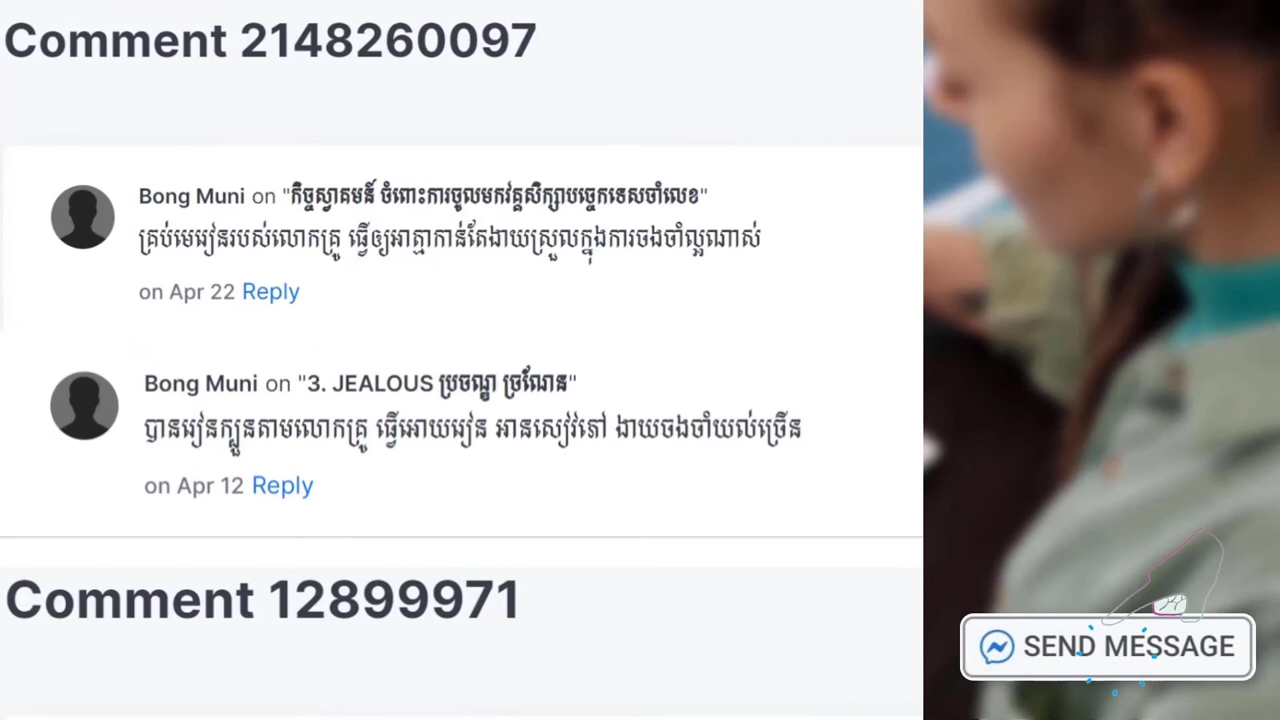 Comment 2148260097
Bong Muni on "កិច្ចស្វាគមន៍ ចំពោះការចូលមកវគ្គសិក្សាបច្ចេកទេសចាំលេខ"
គ្រប់មេរៀនរបស់លោកគ្រូ ធ្វើឲ្យអាត្មាកាន់តែងាយស្រួលក្នុងការចងចាំល្អណាស់
on Apr 22 Reply
Bong Muni on "3. JEALOUS ប្រចណ្ឌ ច្រណែន"
បានរៀនក្បួនតាមលោកគ្រូ ធ្វើអោយរៀន អានសៀវភៅ ងាយចងចាំយល់ច្រើន
on Apr 12 Reply
Comment 12899971
SEND MESSAGE